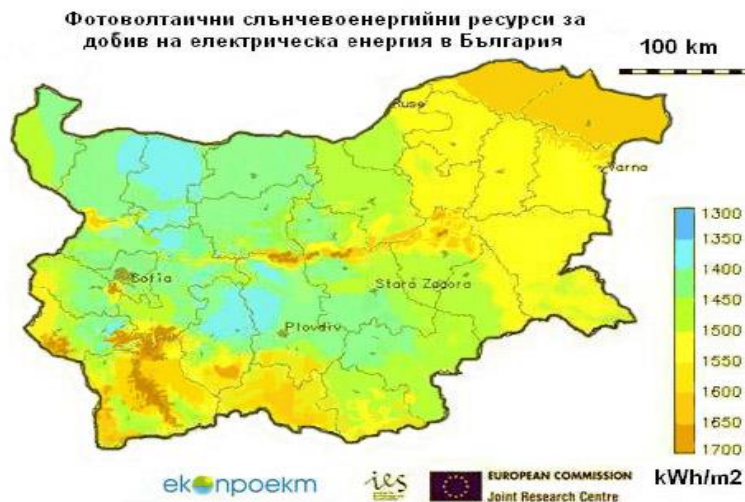 Фотоволтаични слънчевоенергийни ресурси за
добив на електрическа енергия в България
100 km
Ruse
Varna
Sofia
Stara Zagora
Plovdiv
1300
1350
1400
1450
1500
1550
1600
1650
1700
kWh/m2
екопроект
ies
EUROPEAN COMMISSION
Joint Research Centre